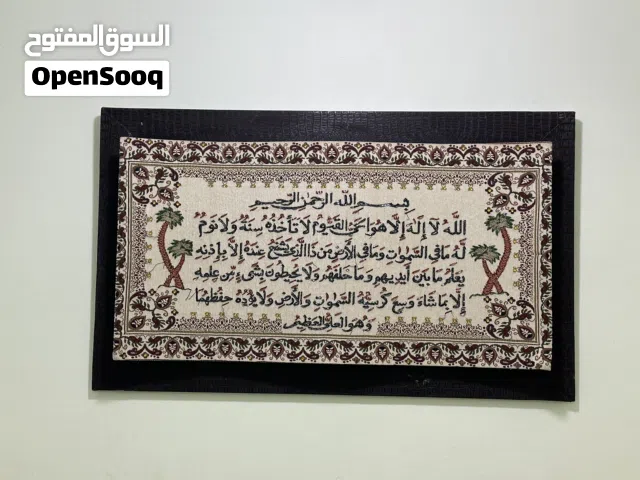 السوق المفتوح
OpenSooq
بسم الله الرحمن الرحيم
الله لا إله إلا هو الحي القيوم لا تأخذه سنة ولا نوم
له ما في السموات وما في الأرض من ذا الذي يشفع عنده إلا بإذنه
يعلم ما بين أيديهم وما خلفهم ولا يحيطون بشيء من علمه
إلا بما شاء وسع كرسيه السموات والأرض ولا يؤده حفظهما
وهو العلي العظيم